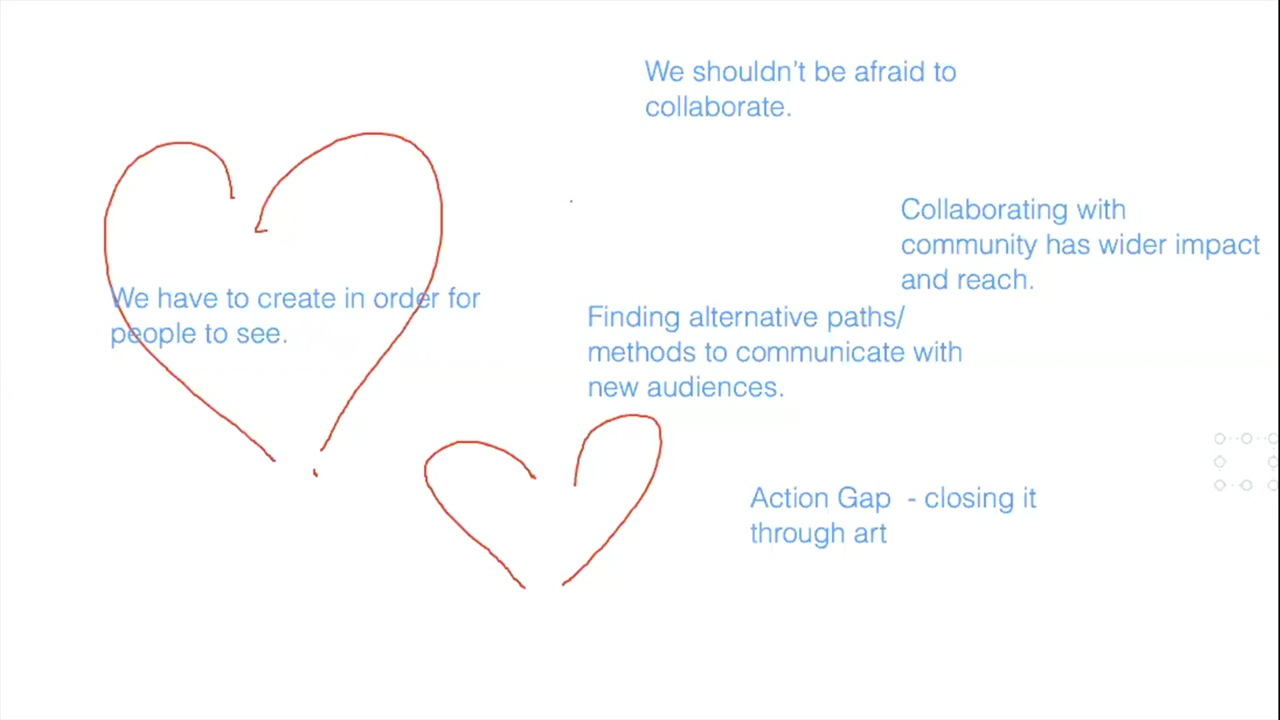 We shouldn't be afraid to
collaborate.
Collaborating with
community has wider impact
and reach.
We have to create in order for
people to see.
Finding alternative paths/
methods to communicate with
new audiences.
Action Gap - closing it
through art